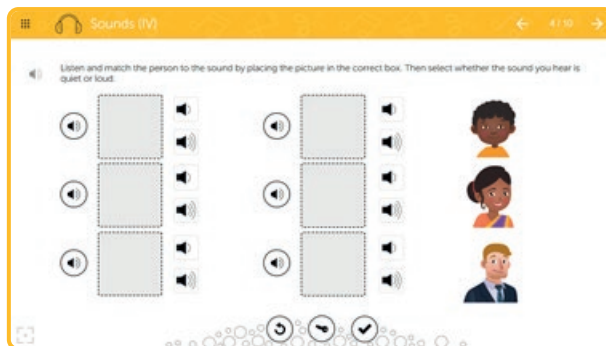 Sounds (IV)
4 / 10
Listen and match the person to the sound by placing the picture in the correct box. Then select whether the sound you hear is
quiet or loud.